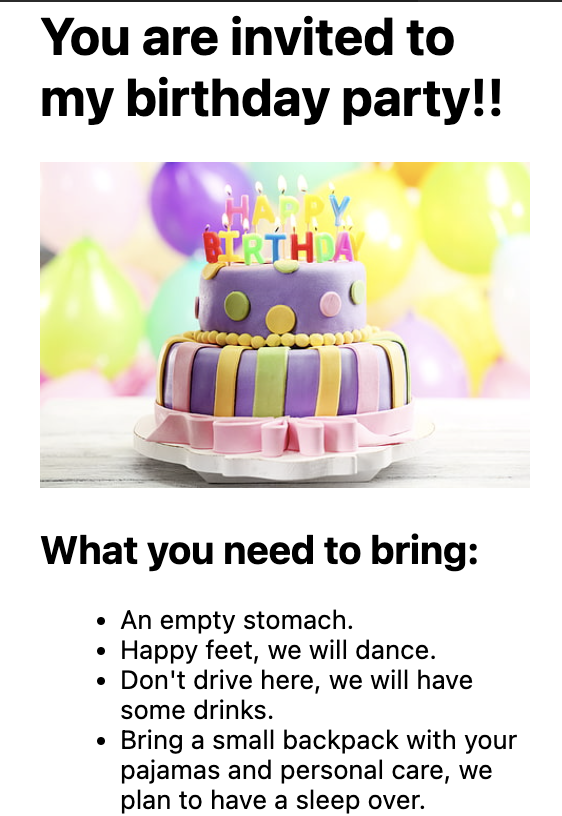 You are invited to
my birthday party!!
HAPPY
BIRTHDAY
What you need to bring:
• An empty stomach.
• Happy feet, we will dance.
• Don't drive here, we will have
some drinks.
• Bring a small backpack with your
pajamas and personal care, we
plan to have a sleep over.